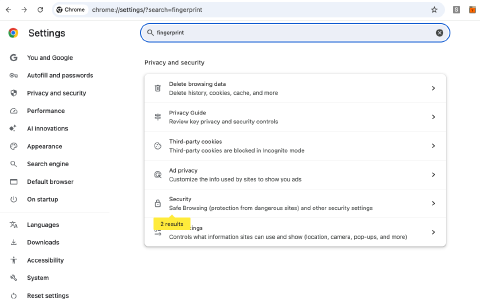 Chrome
chrome://settings/?search=fingerprint
Settings
fingerprint
You and Google
Autofill and passwords
Privacy and security
Performance
AI innovations
Appearance
Search engine
Default browser
On startup
Languages
Downloads
Accessibility
System
Reset settings
Privacy and security
Delete browsing data
Delete history, cookies, cache, and more
Privacy Guide
Review key privacy and security controls
Third-party cookies
Third-party cookies are blocked in Incognito mode
Ad privacy
Customize the info used by sites to show you ads
Security
Safe Browsing (protection from dangerous sites) and other security settings
2 results
Controls what information sites can use and show (location, camera, pop-ups, and more)